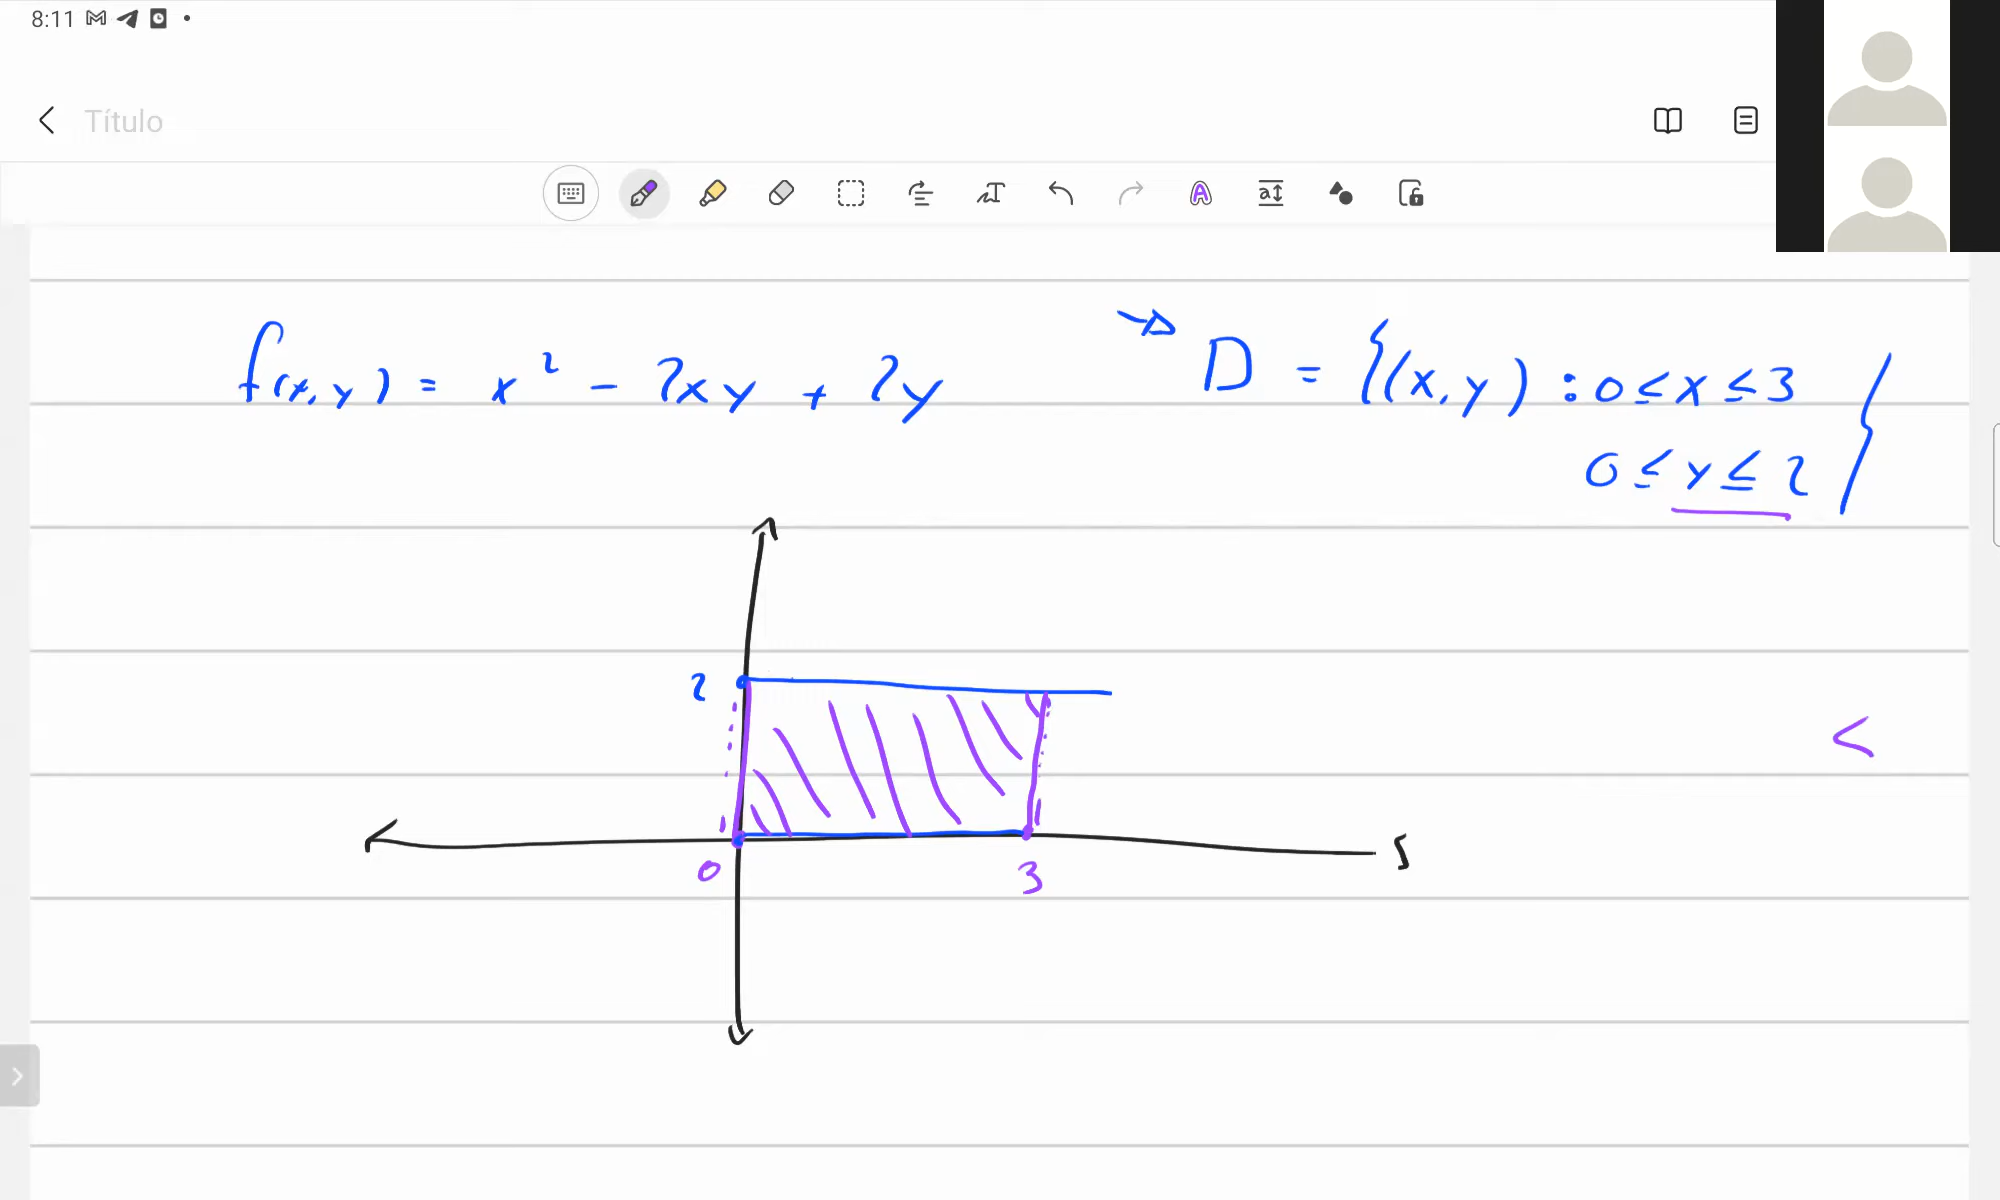 8:11
Título
f(x,y) = x² - 2xy + 2y → D = {(x,y) : 0 ≤ x ≤ 3
0 ≤ y ≤ 2}
2
<
0 3